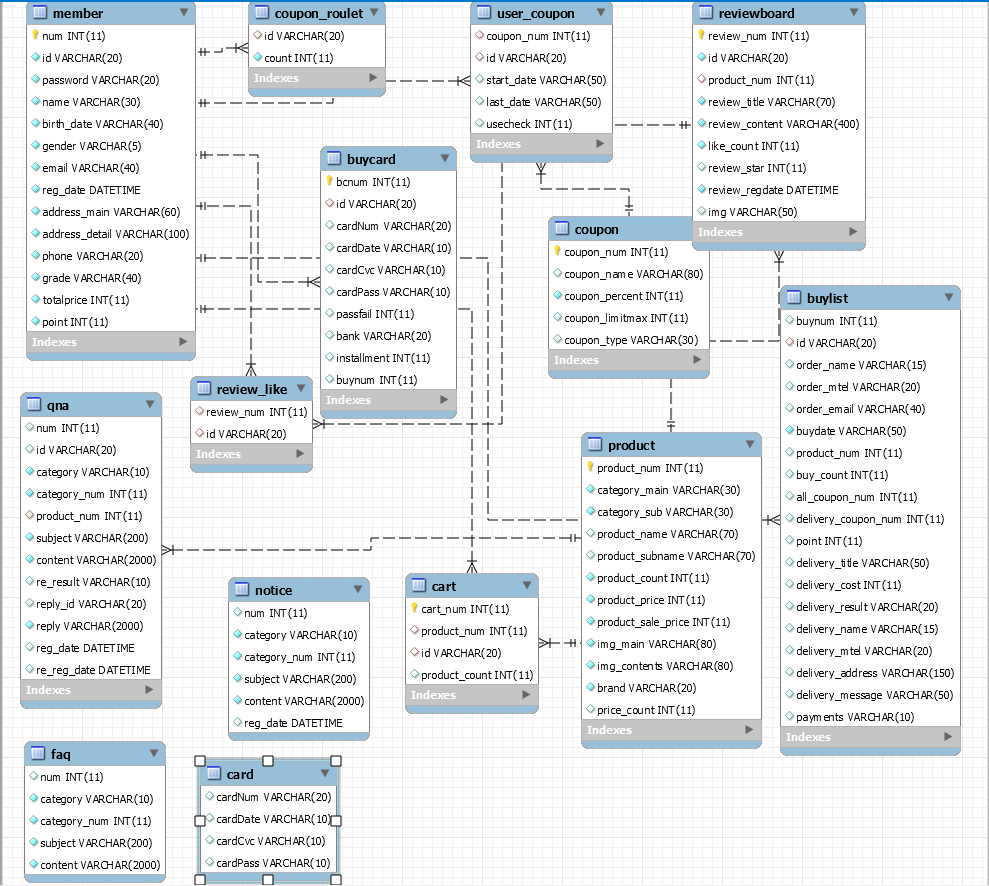 member
num INT(11)
id VARCHAR(20)
password VARCHAR(20)
name VARCHAR(30)
birth_date VARCHAR(40)
gender VARCHAR(5)
email VARCHAR(40)
reg_date DATETIME
address_main VARCHAR(60)
address_detail VARCHAR(100)
phone VARCHAR(20)
grade VARCHAR(40)
totalprice INT(11)
point INT(11)
Indexes
coupon_roulet
id VARCHAR(20)
count INT(11)
Indexes
user_coupon
coupon_num INT(11)
id VARCHAR(20)
start_date VARCHAR(50)
last_date VARCHAR(50)
usecheck INT(11)
Indexes
reviewboard
review_num INT(11)
id VARCHAR(20)
product_num INT(11)
review_title VARCHAR(70)
review_content VARCHAR(400)
like_count INT(11)
review_star INT(11)
review_regdate DATETIME
img VARCHAR(50)
Indexes
buycard
bcnum INT(11)
id VARCHAR(20)
cardNum VARCHAR(20)
cardDate VARCHAR(10)
cardCvc VARCHAR(10)
cardPass VARCHAR(10)
passfail INT(11)
bank VARCHAR(20)
installment INT(11)
buynum INT(11)
Indexes
coupon
coupon_num INT(11)
coupon_name VARCHAR(80)
coupon_percent INT(11)
coupon_limitmax INT(11)
coupon_type VARCHAR(30)
Indexes
buylist
buynum INT(11)
id VARCHAR(20)
order_name VARCHAR(15)
order_mtel VARCHAR(20)
order_email VARCHAR(40)
buydate VARCHAR(50)
product_num INT(11)
buy_count INT(11)
all_coupon_num INT(11)
delivery_coupon_num INT(11)
point INT(11)
delivery_title VARCHAR(50)
delivery_cost INT(11)
delivery_result VARCHAR(20)
delivery_name VARCHAR(15)
delivery_mtel VARCHAR(20)
delivery_address VARCHAR(150)
delivery_message VARCHAR(50)
payments VARCHAR(10)
Indexes
review_like
review_num INT(11)
id VARCHAR(20)
Indexes
qna
num INT(11)
id VARCHAR(20)
category VARCHAR(10)
category_num INT(11)
product_num INT(11)
subject VARCHAR(200)
content VARCHAR(2000)
re_result VARCHAR(10)
reply_id VARCHAR(20)
reply VARCHAR(2000)
reg_date DATETIME
re_reg_date DATETIME
Indexes
product
product_num INT(11)
category_main VARCHAR(30)
category_sub VARCHAR(30)
product_name VARCHAR(70)
product_subname VARCHAR(70)
product_count INT(11)
product_price INT(11)
product_sale_price INT(11)
img_main VARCHAR(80)
img_contents VARCHAR(80)
brand VARCHAR(20)
price_count INT(11)
Indexes
notice
num INT(11)
category VARCHAR(10)
category_num INT(11)
subject VARCHAR(200)
content VARCHAR(2000)
reg_date DATETIME
cart
cart_num INT(11)
product_num INT(11)
id VARCHAR(20)
product_count INT(11)
Indexes
faq
num INT(11)
category VARCHAR(10)
category_num INT(11)
subject VARCHAR(200)
content VARCHAR(2000)
card
cardNum VARCHAR(20)
cardDate VARCHAR(10)
cardCvc VARCHAR(10)
cardPass VARCHAR(10)